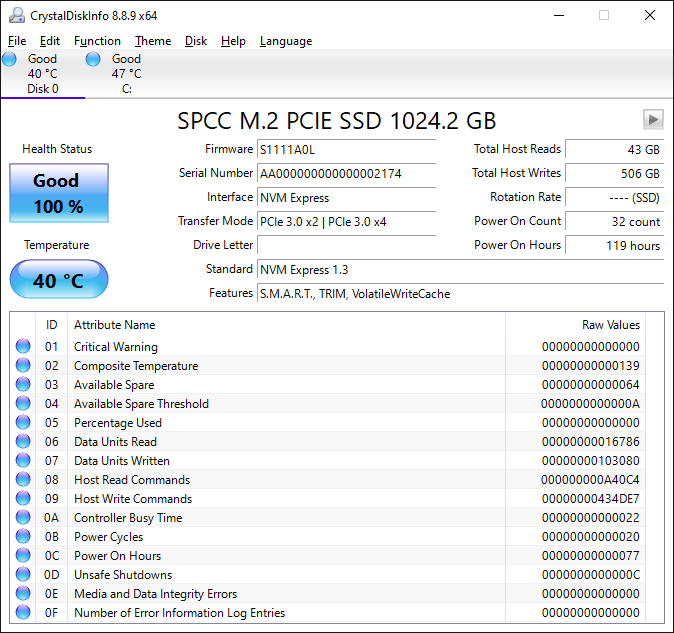 CrystalDiskInfo 8.8.9 x64
File Edit Function Theme Disk Help Language
Good Good
40 °C 47 °C
Disk 0 C:
SPCC M.2 PCIE SSD 1024.2 GB
Health Status
Good
100 %
Temperature
40 °C
Firmware S1111A0L
Serial Number AA000000000000002174
Interface NVM Express
Transfer Mode PCIe 3.0 x2 | PCIe 3.0 x4
Drive Letter
Standard NVM Express 1.3
Features S.M.A.R.T., TRIM, VolatileWriteCache
Total Host Reads 43 GB
Total Host Writes 506 GB
Rotation Rate ---- (SSD)
Power On Count 32 count
Power On Hours 119 hours
ID Attribute Name Raw Values
01 Critical Warning 00000000000000
02 Composite Temperature 00000000000139
03 Available Spare 00000000000064
04 Available Spare Threshold 0000000000000A
05 Percentage Used 00000000000000
06 Data Units Read 00000000016786
07 Data Units Written 00000000103080
08 Host Read Commands 000000000A40C4
09 Host Write Commands 00000000434DE7
0A Controller Busy Time 00000000000022
0B Power Cycles 00000000000020
0C Power On Hours 00000000000077
0D Unsafe Shutdowns 0000000000000C
0E Media and Data Integrity Errors 00000000000000
0F Number of Error Information Log Entries 00000000000000